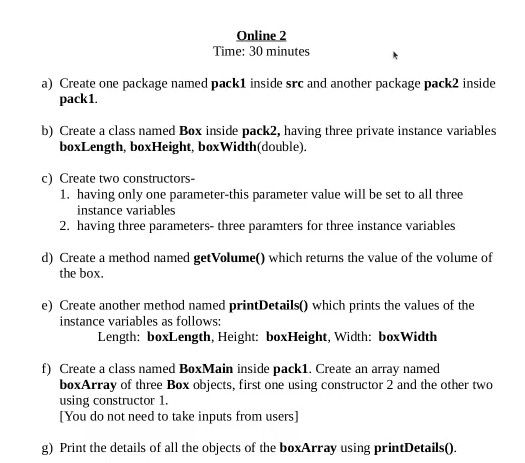 Online 2
Time: 30 minutes
a) Create one package named pack1 inside src and another package pack2 inside
pack1.
b) Create a class named Box inside pack2, having three private instance variables
boxLength, boxHeight, boxWidth(double).
c) Create two constructors-
1. having only one parameter-this parameter value will be set to all three
instance variables
2. having three parameters- three paramters for three instance variables
d) Create a method named getVolume() which returns the value of the volume of
the box.
e) Create another method named printDetails() which prints the values of the
instance variables as follows:
Length: boxLength, Height: boxHeight, Width: boxWidth
f) Create a class named BoxMain inside pack1. Create an array named
boxArray of three Box objects, first one using constructor 2 and the other two
using constructor 1.
[You do not need to take inputs from users]
g) Print the details of all the objects of the boxArray using printDetails().